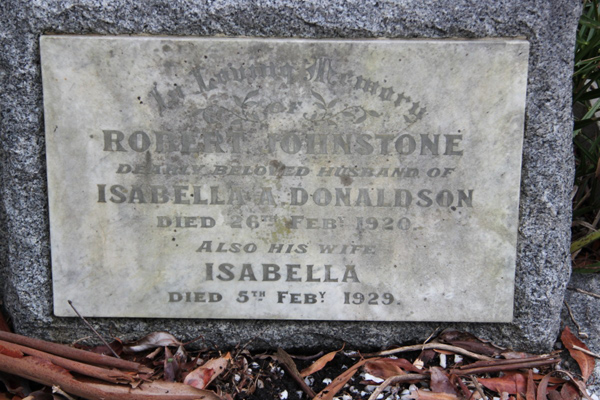 In Loving Memory
OF
ROBERT JOHNSTONE
DEARLY BELOVED HUSBAND OF
ISABELLA A. DONALDSON
DIED 26TH FEBY 1920.
ALSO HIS WIFE
ISABELLA
DIED 5TH FEBY 1929.